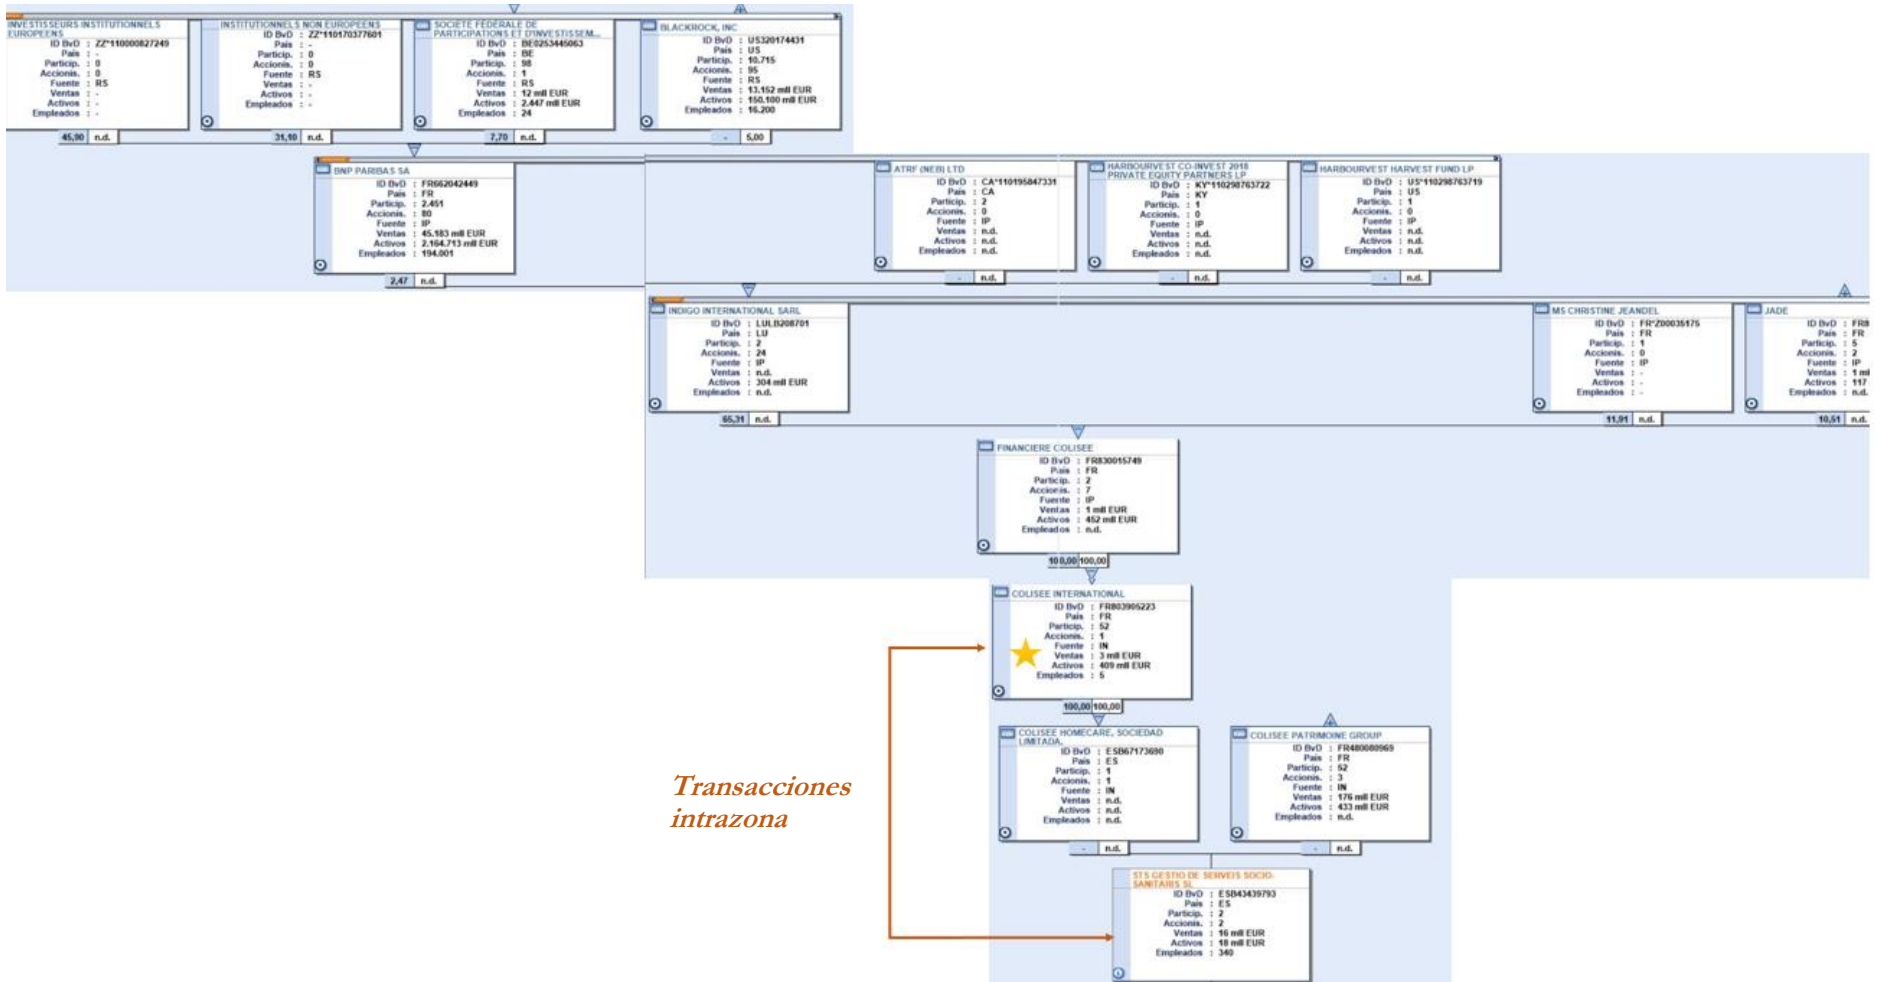 INVESTISSEURS INSTITUTIONNELS
EUROPEENS
ID BvD : ZZ*110000827249
País : -
Particip. : 0
Accionis. : 0
Fuente : RS
Ventas : -
Activos : -
Empleados : -
45,90 n.d.
INSTITUTIONNELS NON EUROPEENS
ID BvD : ZZ*110170377601
País : -
Particip. : 0
Accionis. : 0
Fuente : RS
Ventas : -
Activos : -
Empleados : -
31,10 n.d.
SOCIETE FEDERALE DE
PARTICIPATIONS ET D'INVESTISSEM...
ID BvD : BE0253445063
País : BE
Particip. : 98
Accionis. : 1
Fuente : RS
Ventas : 12 mil EUR
Activos : 2.447 mil EUR
Empleados : 24
7,70 n.d.
BLACKROCK, INC
ID BvD : US320174431
País : US
Particip. : 10.715
Accionis. : 95
Fuente : RS
Ventas : 13.152 mil EUR
Activos : 150.100 mil EUR
Empleados : 16.200
- 5,00
BNP PARIBAS SA
ID BvD : FR662042449
País : FR
Particip. : 2.451
Accionis. : 80
Fuente : IP
Ventas : 45.183 mil EUR
Activos : 2.164.713 mil EUR
Empleados : 194.001
2,47 n.d.
ATRF (NEB) LTD
ID BvD : CA*110195847331
País : CA
Particip. : 2
Accionis. : 0
Fuente : IP
Ventas : n.d.
Activos : n.d.
Empleados : n.d.
- n.d.
HARBOURVEST CO-INVEST 2018
PRIVATE EQUITY PARTNERS LP
ID BvD : KY*110298763722
País : KY
Particip. : 1
Accionis. : 0
Fuente : IP
Ventas : n.d.
Activos : n.d.
Empleados : n.d.
- n.d.
HARBOURVEST HARVEST FUND LP
ID BvD : US*110298763719
País : US
Particip. : 1
Accionis. : 0
Fuente : IP
Ventas : n.d.
Activos : n.d.
Empleados : n.d.
- n.d.
INDIGO INTERNATIONAL SARL
ID BvD : LULB208701
País : LU
Particip. : 2
Accionis. : 24
Fuente : IP
Ventas : n.d.
Activos : 304 mil EUR
Empleados : n.d.
65,31 n.d.
MS CHRISTINE JEANDEL
ID BvD : FR*Z00035175
País : FR
Particip. : 1
Accionis. : 0
Fuente : IP
Ventas : -
Activos : -
Empleados : -
11,91 n.d.
JADE
ID BvD : FR8
País : FR
Particip. : 5
Accionis. : 2
Fuente : IP
Ventas : 1 mi
Activos : 117
Empleados : n.d.
10,51 n.d.
FINANCIERE COLISEE
ID BvD : FR830015749
País : FR
Particip. : 2
Accionis. : 7
Fuente : IP
Ventas : 1 mil EUR
Activos : 452 mil EUR
Empleados : n.d.
100,00 100,00
COLISEE INTERNATIONAL
ID BvD : FR803905223
País : FR
Particip. : 52
Accionis. : 1
Fuente : IN
Ventas : 3 mil EUR
Activos : 409 mil EUR
Empleados : 5
100,00 100,00
COLISEE HOMECARE, SOCIEDAD
LIMITADA.
ID BvD : ESB67173690
País : ES
Particip. : 1
Accionis. : 1
Fuente : IN
Ventas : n.d.
Activos : n.d.
Empleados : n.d.
- n.d.
COLISEE PATRIMOINE GROUP
ID BvD : FR480080969
País : FR
Particip. : 52
Accionis. : 3
Fuente : IN
Ventas : 176 mil EUR
Activos : 433 mil EUR
Empleados : n.d.
- n.d.
Transacciones
intrazona
STS GESTIO DE SERVEIS SOCIO-
SANITARIS SL
ID BvD : ESB43439793
País : ES
Particip. : 2
Accionis. : 2
Ventas : 16 mil EUR
Activos : 18 mil EUR
Empleados : 340